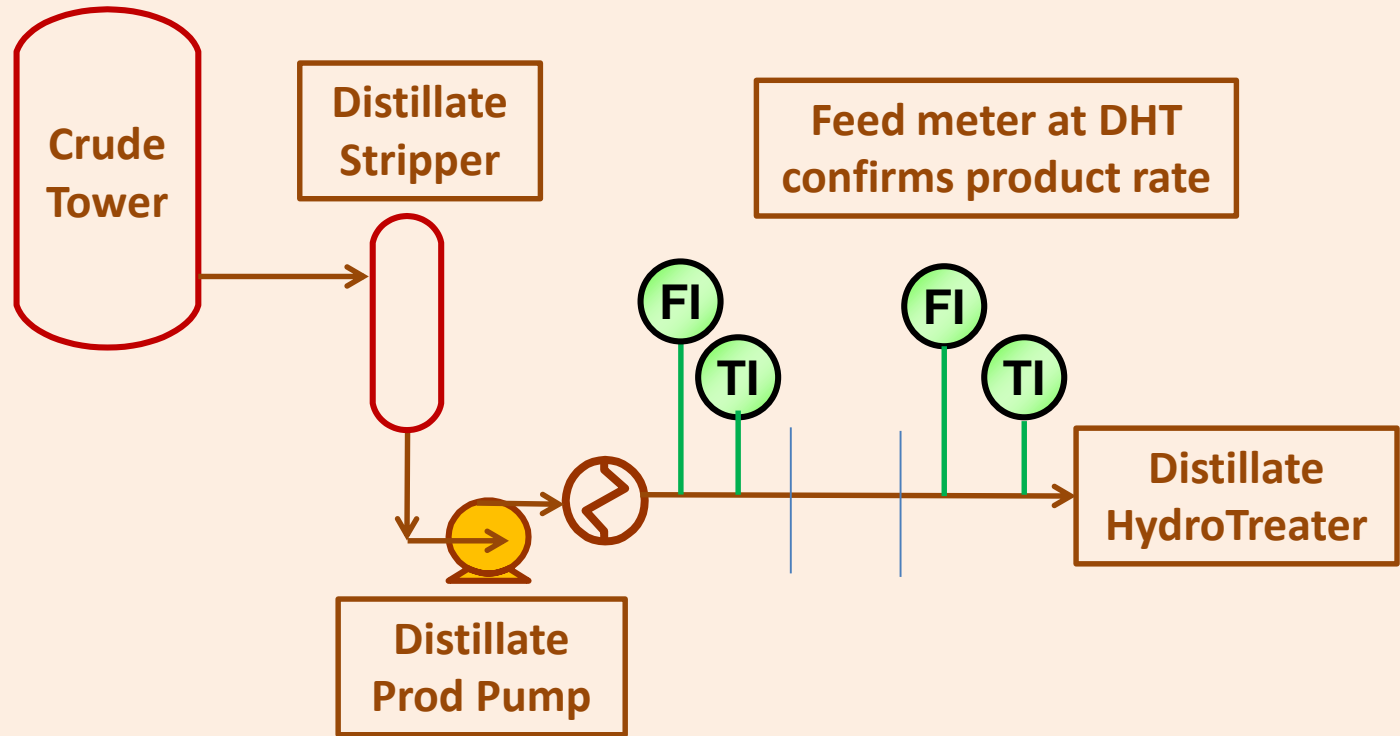 Crude
Tower
Distillate
Stripper
Feed meter at DHT
confirms product rate
FI
TI
FI
TI
Distillate
HydroTreater
Distillate
Prod Pump